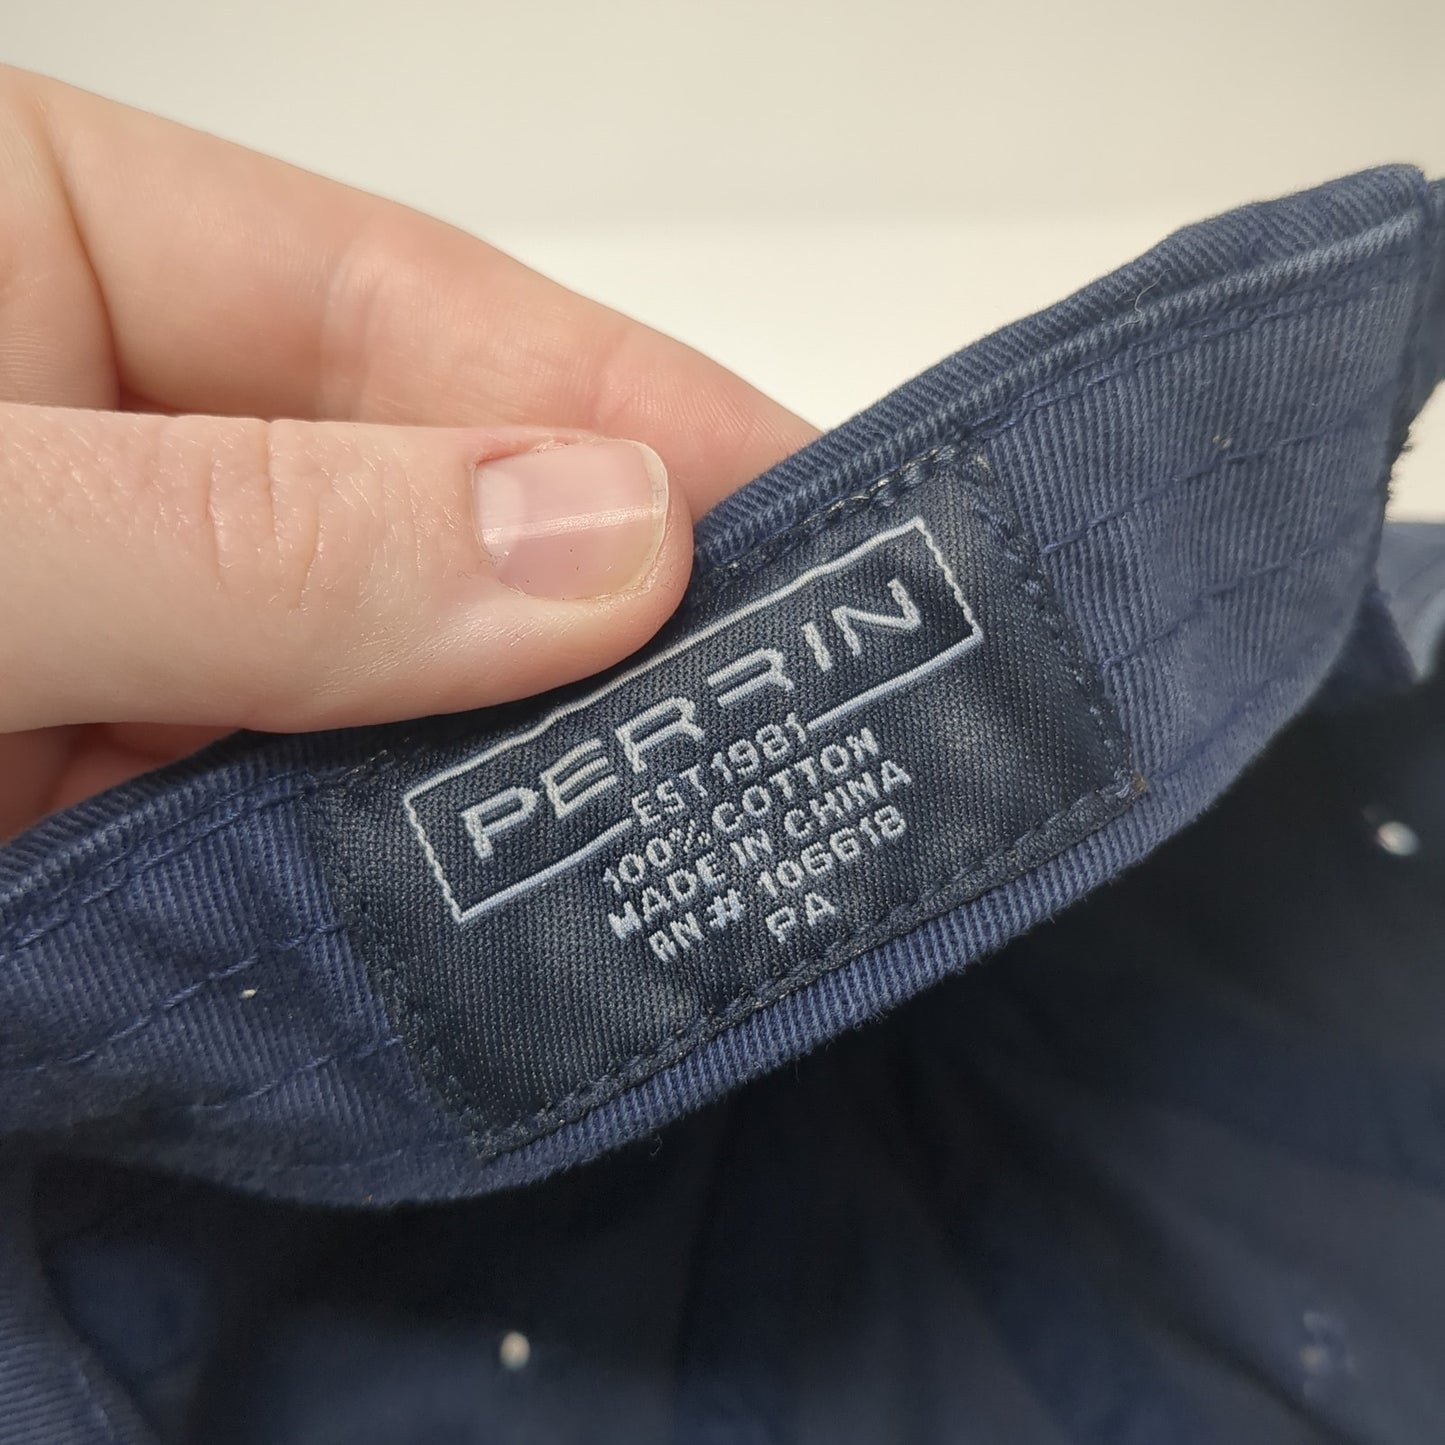 PERRIN
EST 1981
100% COTTON
MADE IN CHINA
RN# 106618
PA